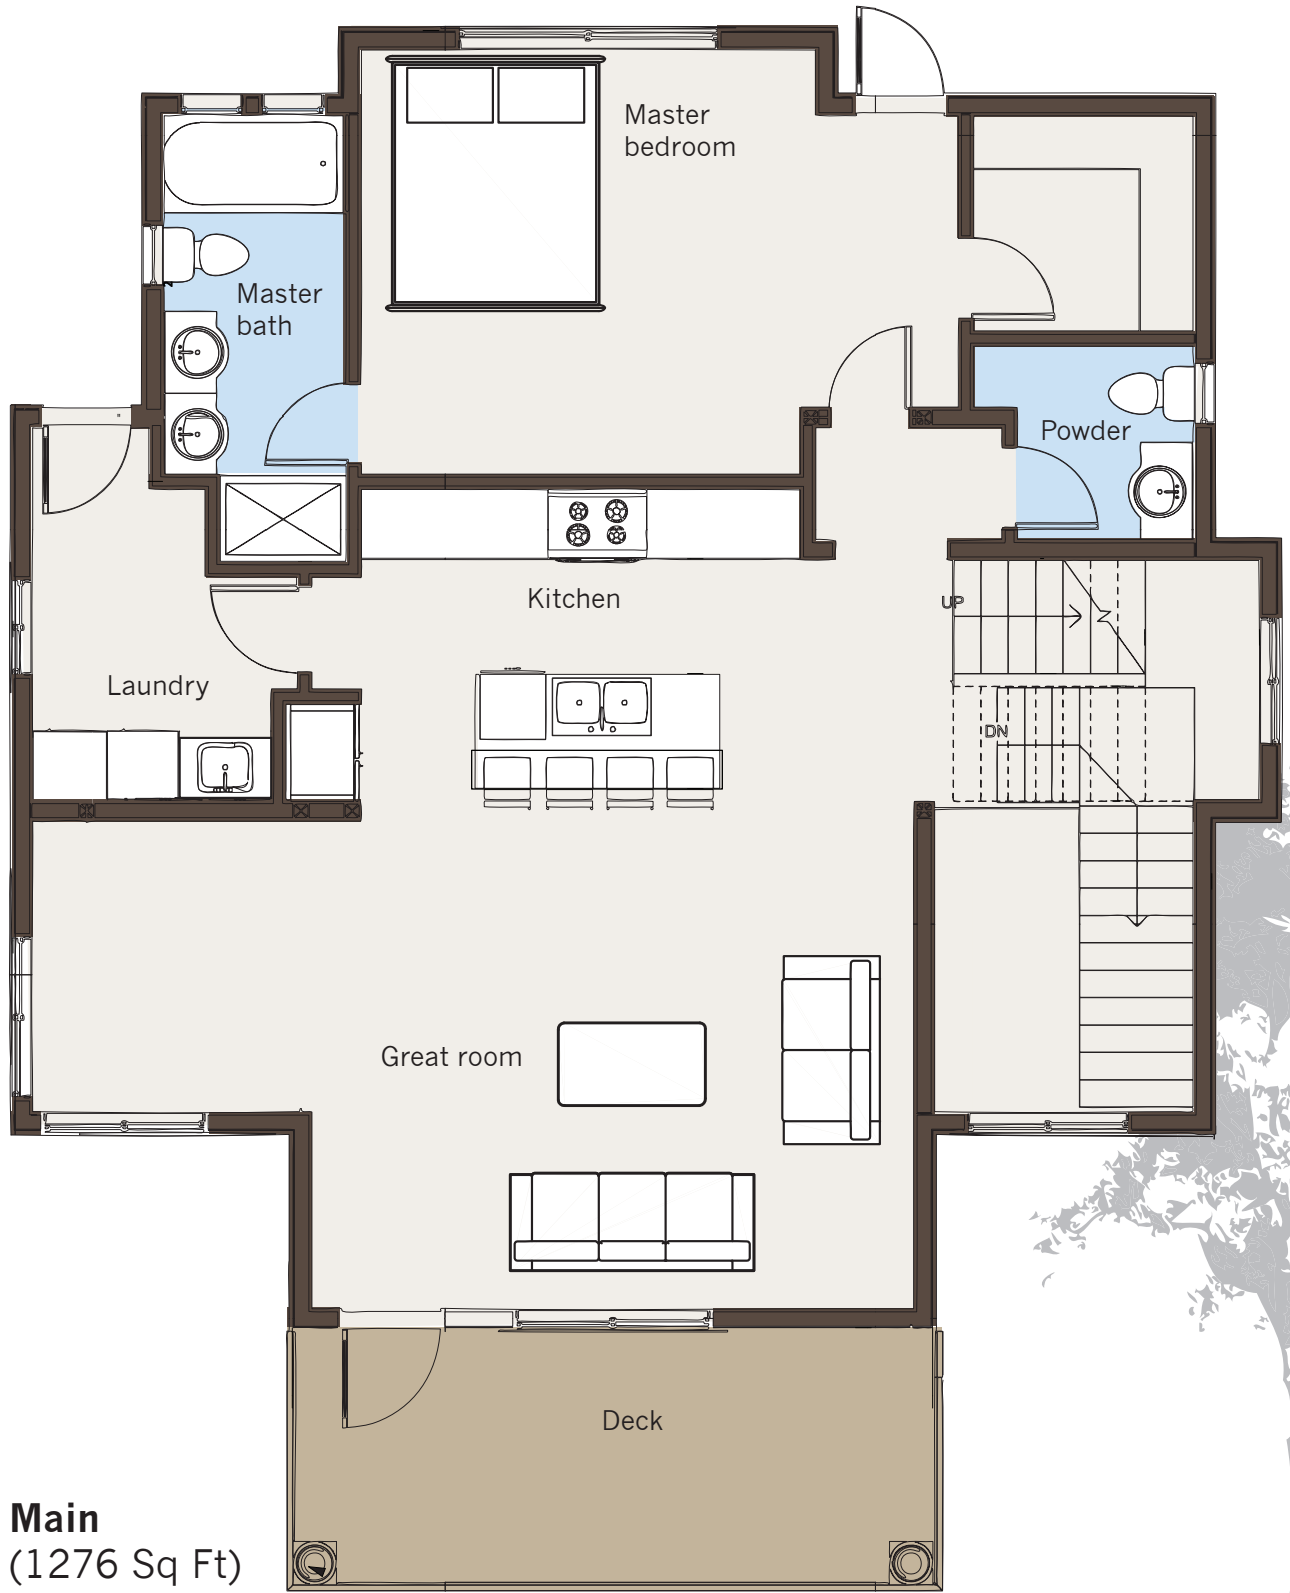 Master
bedroom
Master
bath
Powder
Kitchen
UP
Laundry
DN
Great room
Deck
Main
(1276 Sq Ft)